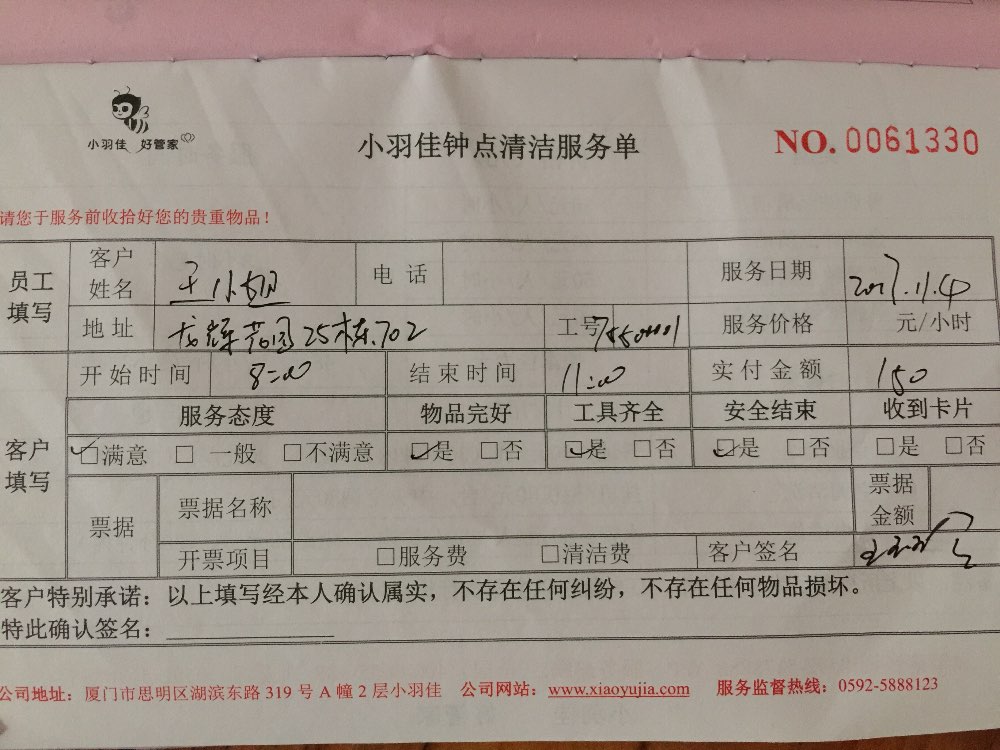 小羽佳 好管家
小羽佳钟点清洁服务单
NO. 0061330
请您于服务前收拾好您的贵重物品！
员工填写 客户姓名 王小姐 电话 服务日期 2017.11.4
地址 花园25栋.702 工号 服务价格 元/小时
开始时间 8:00 结束时间 11:00 实付金额 150
客户填写 服务态度 物品完好 工具齐全 安全结束 收到卡片
☑满意 □ 一般 □不满意 ☑是 □否 ☑是 □否 ☑是 □否 □是 □否
票据 票据名称 票据金额
开票项目 □服务费 □清洁费 客户签名
客户特别承诺：以上填写经本人确认属实，不存在任何纠纷，不存在任何物品损坏。
特此确认签名：
公司地址：厦门市思明区湖滨东路 319 号 A 幢 2 层小羽佳 公司网站：www.xiaoyujia.com 服务监督热线：0592-5888123